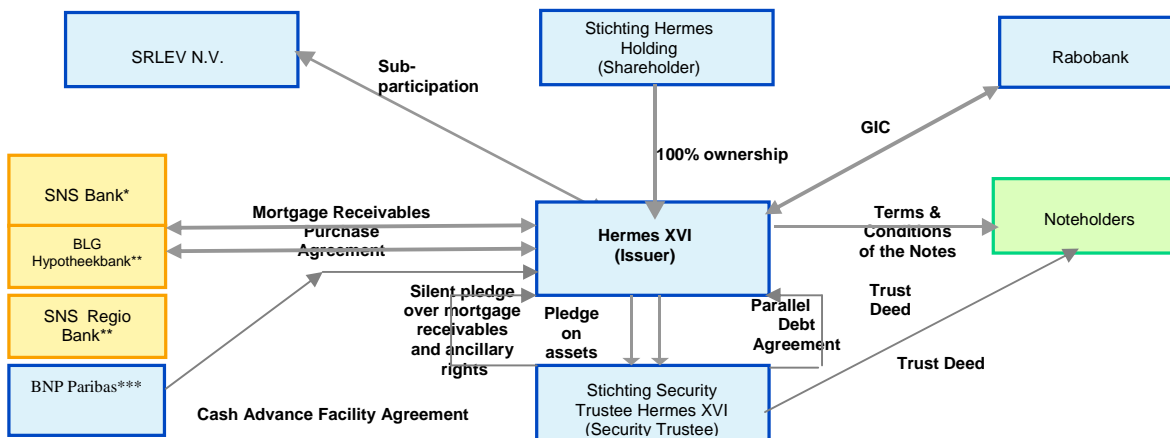 SRLEV N.V.
Stichting Hermes
Holding
(Shareholder)
Rabobank
Sub-
participation
GIC
100% ownership
SNS Bank*
BLG
Hypotheekbank**
SNS Regio
Bank**
BNP Paribas***
Mortgage Receivables
Purchase
Agreement
Hermes XVI
(Issuer)
Terms &
Conditions
of the Notes
Noteholders
Silent pledge
over mortgage
receivables
and ancillary
rights
Pledge
on
assets
Parallel
Debt
Agreement
Trust
Deed
Trust Deed
Cash Advance Facility Agreement
Stichting Security
Trustee Hermes XVI
(Security Trustee)